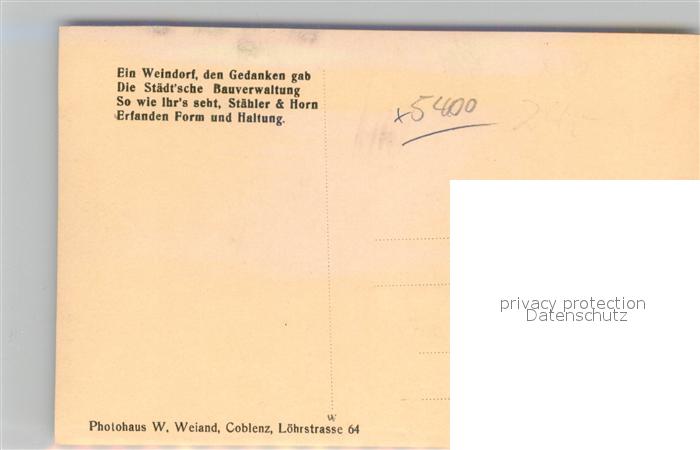 Ein Weindorf, den Gedanken gab
Die Städt'sche Bauverwaltung
So wie Ihr's seht, Stähler & Horn
Erfanden Form und Haltung.
x5400
privacy protection
Datenschutz
W
Photohaus W. Weiand, Coblenz, Löhrstrasse 64